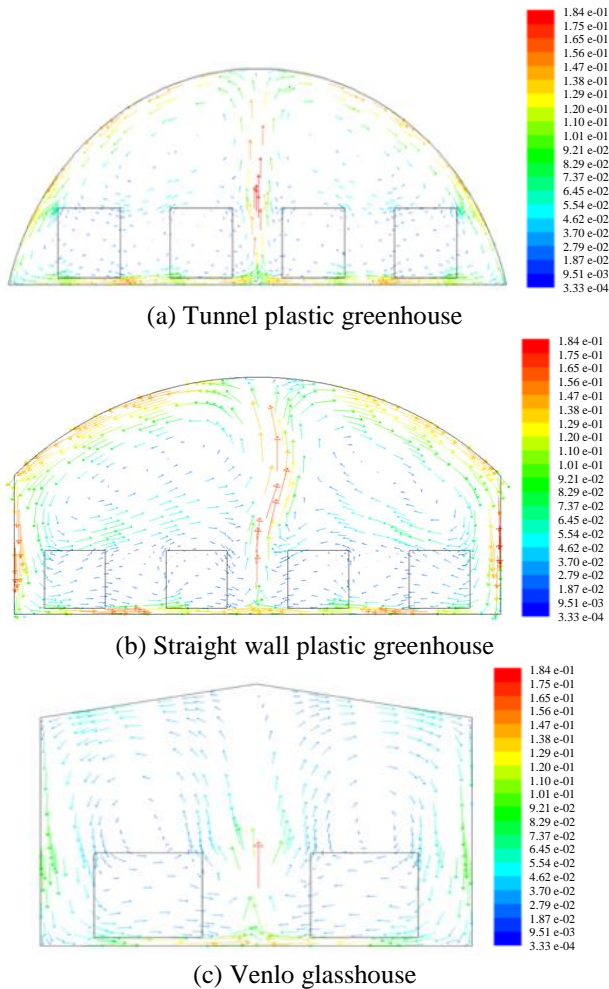 1.84 e-01
1.75 e-01
1.65 e-01
1.56 e-01
1.47 e-01
1.38 e-01
1.29 e-01
1.20 e-01
1.10 e-01
1.01 e-01
9.21 e-02
8.29 e-02
7.37 e-02
6.45 e-02
5.54 e-02
4.62 e-02
3.70 e-02
2.79 e-02
1.87 e-02
9.51 e-03
3.33 e-04
(a) Tunnel plastic greenhouse
1.84 e-01
1.75 e-01
1.65 e-01
1.56 e-01
1.47 e-01
1.38 e-01
1.29 e-01
1.20 e-01
1.10 e-01
1.01 e-01
9.21 e-02
8.29 e-02
7.37 e-02
6.45 e-02
5.54 e-02
4.62 e-02
3.70 e-02
2.79 e-02
1.87 e-02
9.51 e-03
3.33 e-04
(b) Straight wall plastic greenhouse
1.84 e-01
1.75 e-01
1.65 e-01
1.56 e-01
1.47 e-01
1.38 e-01
1.29 e-01
1.20 e-01
1.10 e-01
1.01 e-01
9.21 e-02
8.29 e-02
7.37 e-02
6.45 e-02
5.54 e-02
4.62 e-02
3.70 e-02
2.79 e-02
1.87 e-02
9.51 e-03
3.33 e-04
(c) Venlo glasshouse